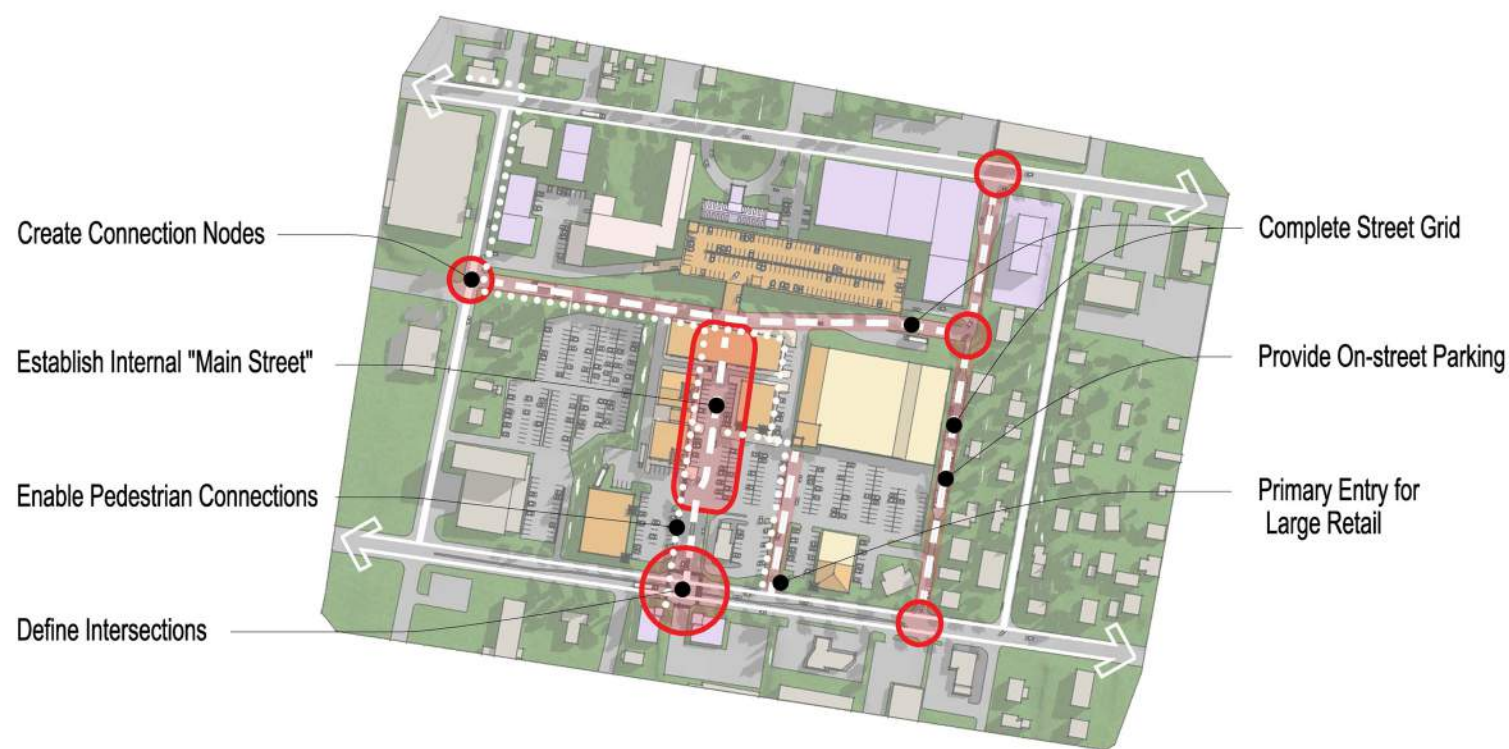 Create Connection Nodes
Establish Internal "Main Street"
Enable Pedestrian Connections
Define Intersections
Complete Street Grid
Provide On-street Parking
Primary Entry for
Large Retail